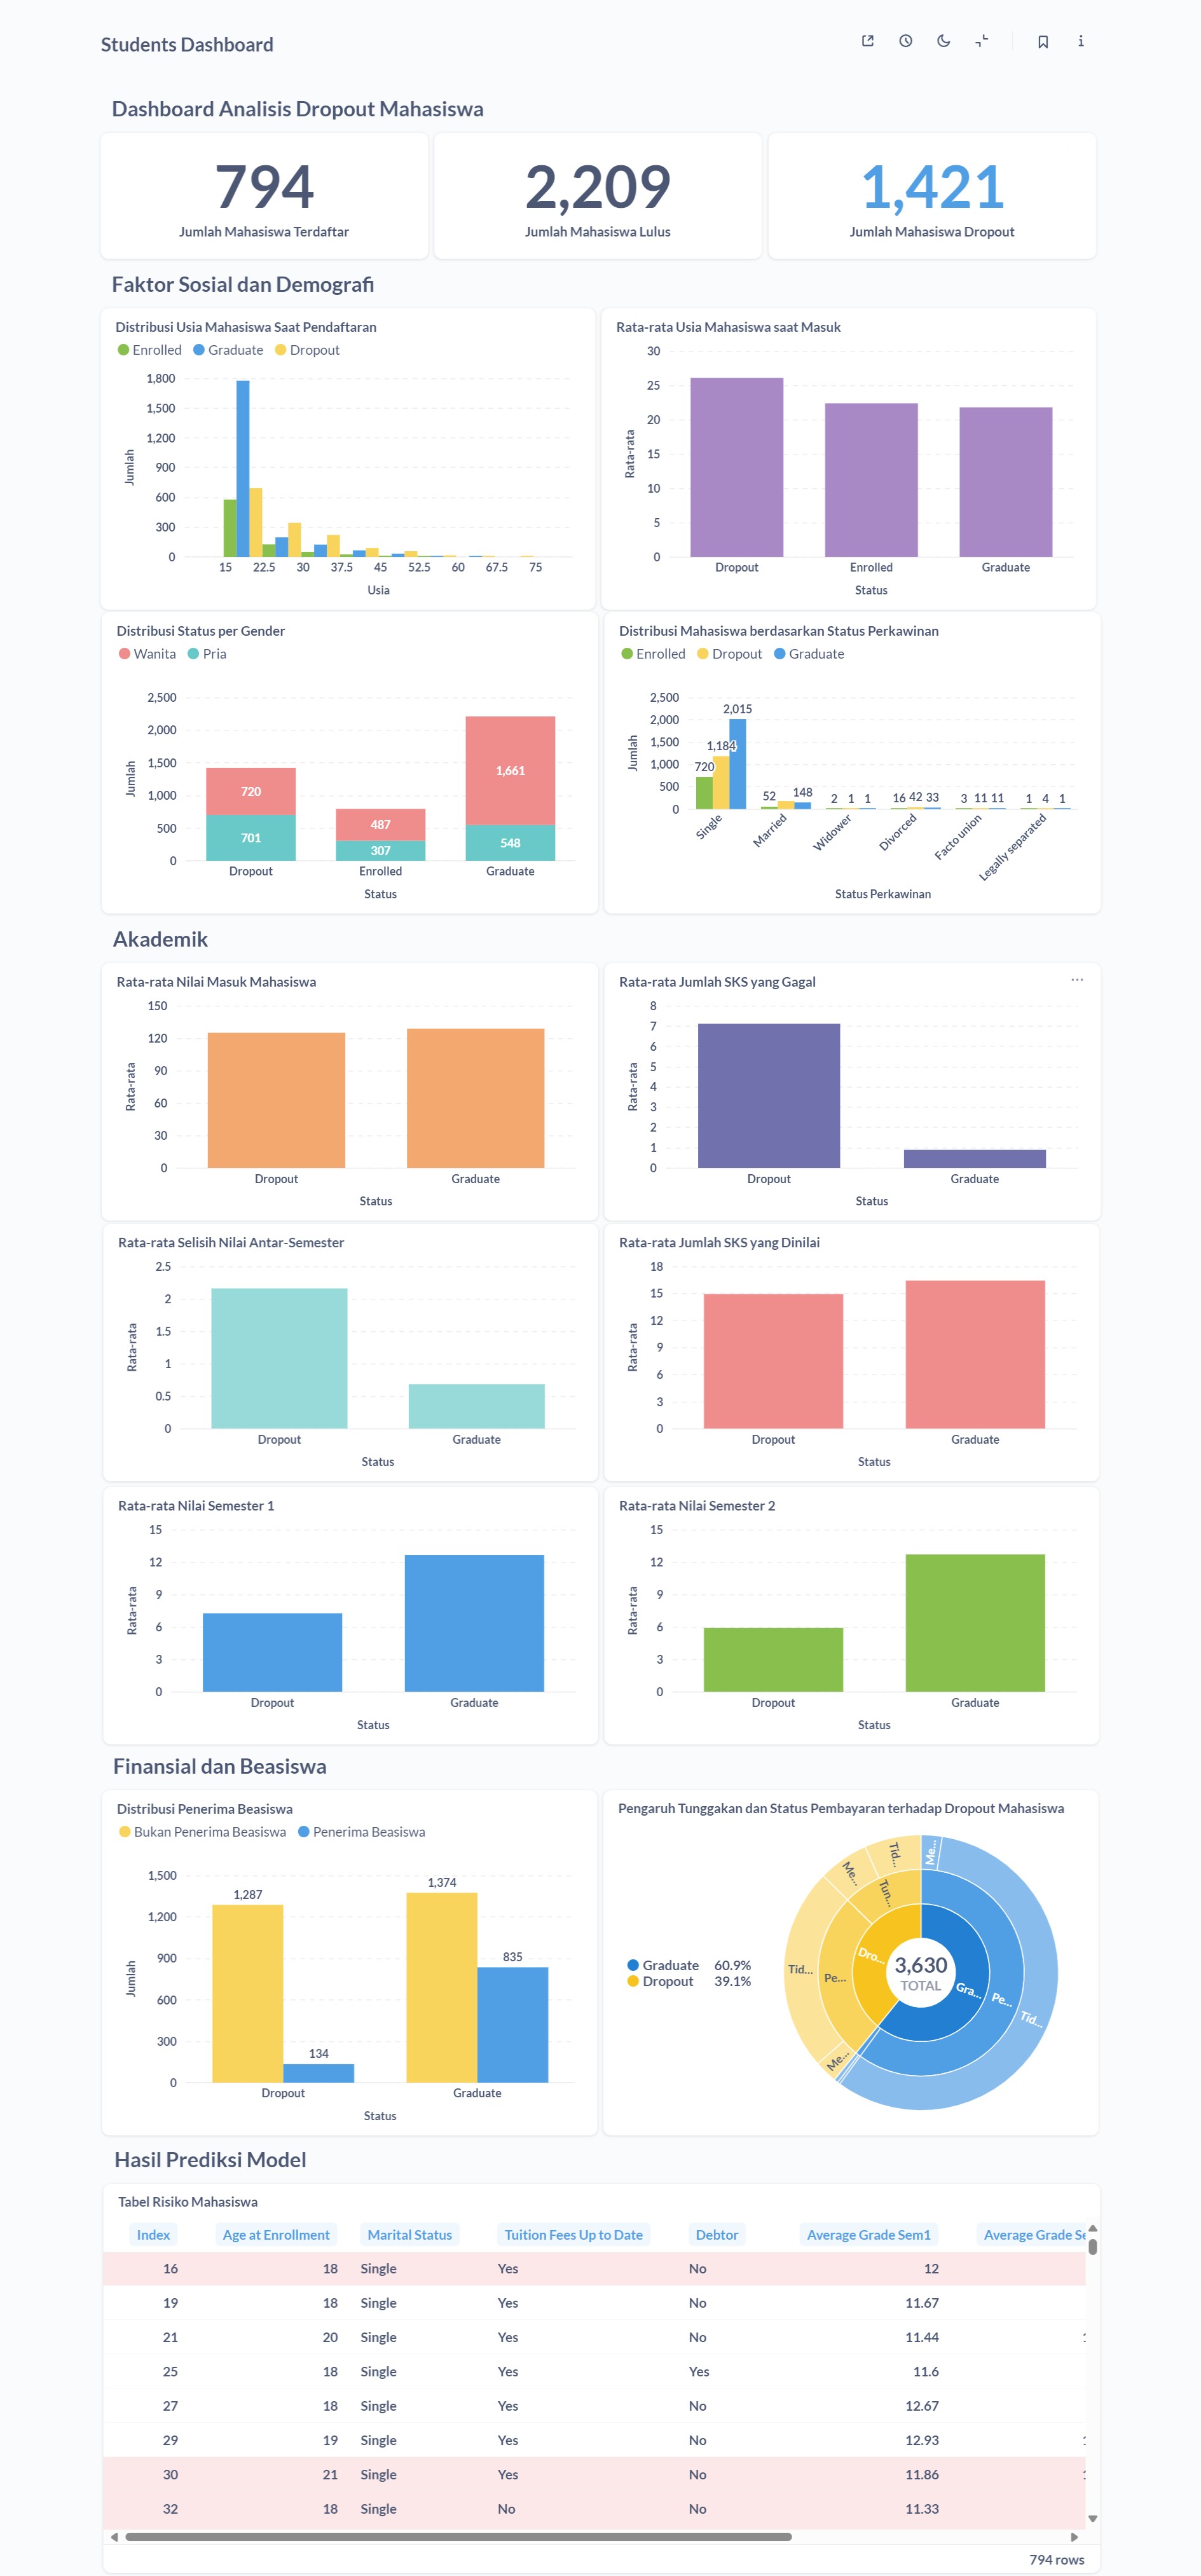 Students Dashboard
Dashboard Analisis Dropout Mahasiswa
794
Jumlah Mahasiswa Terdaftar
2,209
Jumlah Mahasiswa Lulus
1,421
Jumlah Mahasiswa Dropout
Faktor Sosial dan Demografi
Distribusi Usia Mahasiswa Saat Pendaftaran
Enrolled Graduate Dropout
1,800
1,500
1,200
900
600
300
0
Jumlah
15 22.5 30 37.5 45 52.5 60 67.5 75
Usia
Rata-rata Usia Mahasiswa saat Masuk
30
25
20
15
10
5
0
Rata-rata
Dropout Enrolled Graduate
Status
Distribusi Status per Gender
Wanita Pria
2,500
2,000
1,500
1,000
500
0
Jumlah
720
701
487
307
1,661
548
Dropout Enrolled Graduate
Status
Distribusi Mahasiswa berdasarkan Status Perkawinan
Enrolled Dropout Graduate
2,500
2,000
1,500
1,000
500
0
Jumlah
720 1,184 2,015
52 148
2 1 1
16 42 33
3 11 11
1 4 1
Single Married Widower Divorced Facto union Legally separated
Status Perkawinan
Akademik
Rata-rata Nilai Masuk Mahasiswa
150
120
90
60
30
0
Rata-rata
Dropout Graduate
Status
Rata-rata Jumlah SKS yang Gagal
...
8
7
6
5
4
3
2
1
0
Rata-rata
Dropout Graduate
Status
Rata-rata Selisih Nilai Antar-Semester
2.5
2
1.5
1
0.5
0
Rata-rata
Dropout Graduate
Status
Rata-rata Jumlah SKS yang Dinilai
18
15
12
9
6
3
0
Rata-rata
Dropout Graduate
Status
Rata-rata Nilai Semester 1
15
12
9
6
3
0
Rata-rata
Dropout Graduate
Status
Rata-rata Nilai Semester 2
15
12
9
6
3
0
Rata-rata
Dropout Graduate
Status
Finansial dan Beasiswa
Distribusi Penerima Beasiswa
Bukan Penerima Beasiswa Penerima Beasiswa
1,500
1,200
900
600
300
0
Jumlah
1,287
134
1,374
835
Dropout Graduate
Status
Pengaruh Tunggakan dan Status Pembayaran terhadap Dropout Mahasiswa
Graduate 60.9%
Dropout 39.1%
3,630
TOTAL
Gra...
Pe...
Tid...
Me...
Dro...
Tun...
Tid...
Me...
Pe...
Tid...
Me...
Hasil Prediksi Model
Tabel Risiko Mahasiswa
Index Age at Enrollment Marital Status Tuition Fees Up to Date Debtor Average Grade Sem1 Average Grade Se
16 18 Single Yes No 12
19 18 Single Yes No 11.67
21 20 Single Yes No 11.44
25 18 Single Yes Yes 11.6
27 18 Single Yes No 12.67
29 19 Single Yes No 12.93
30 21 Single Yes No 11.86
32 18 Single No No 11.33
794 rows